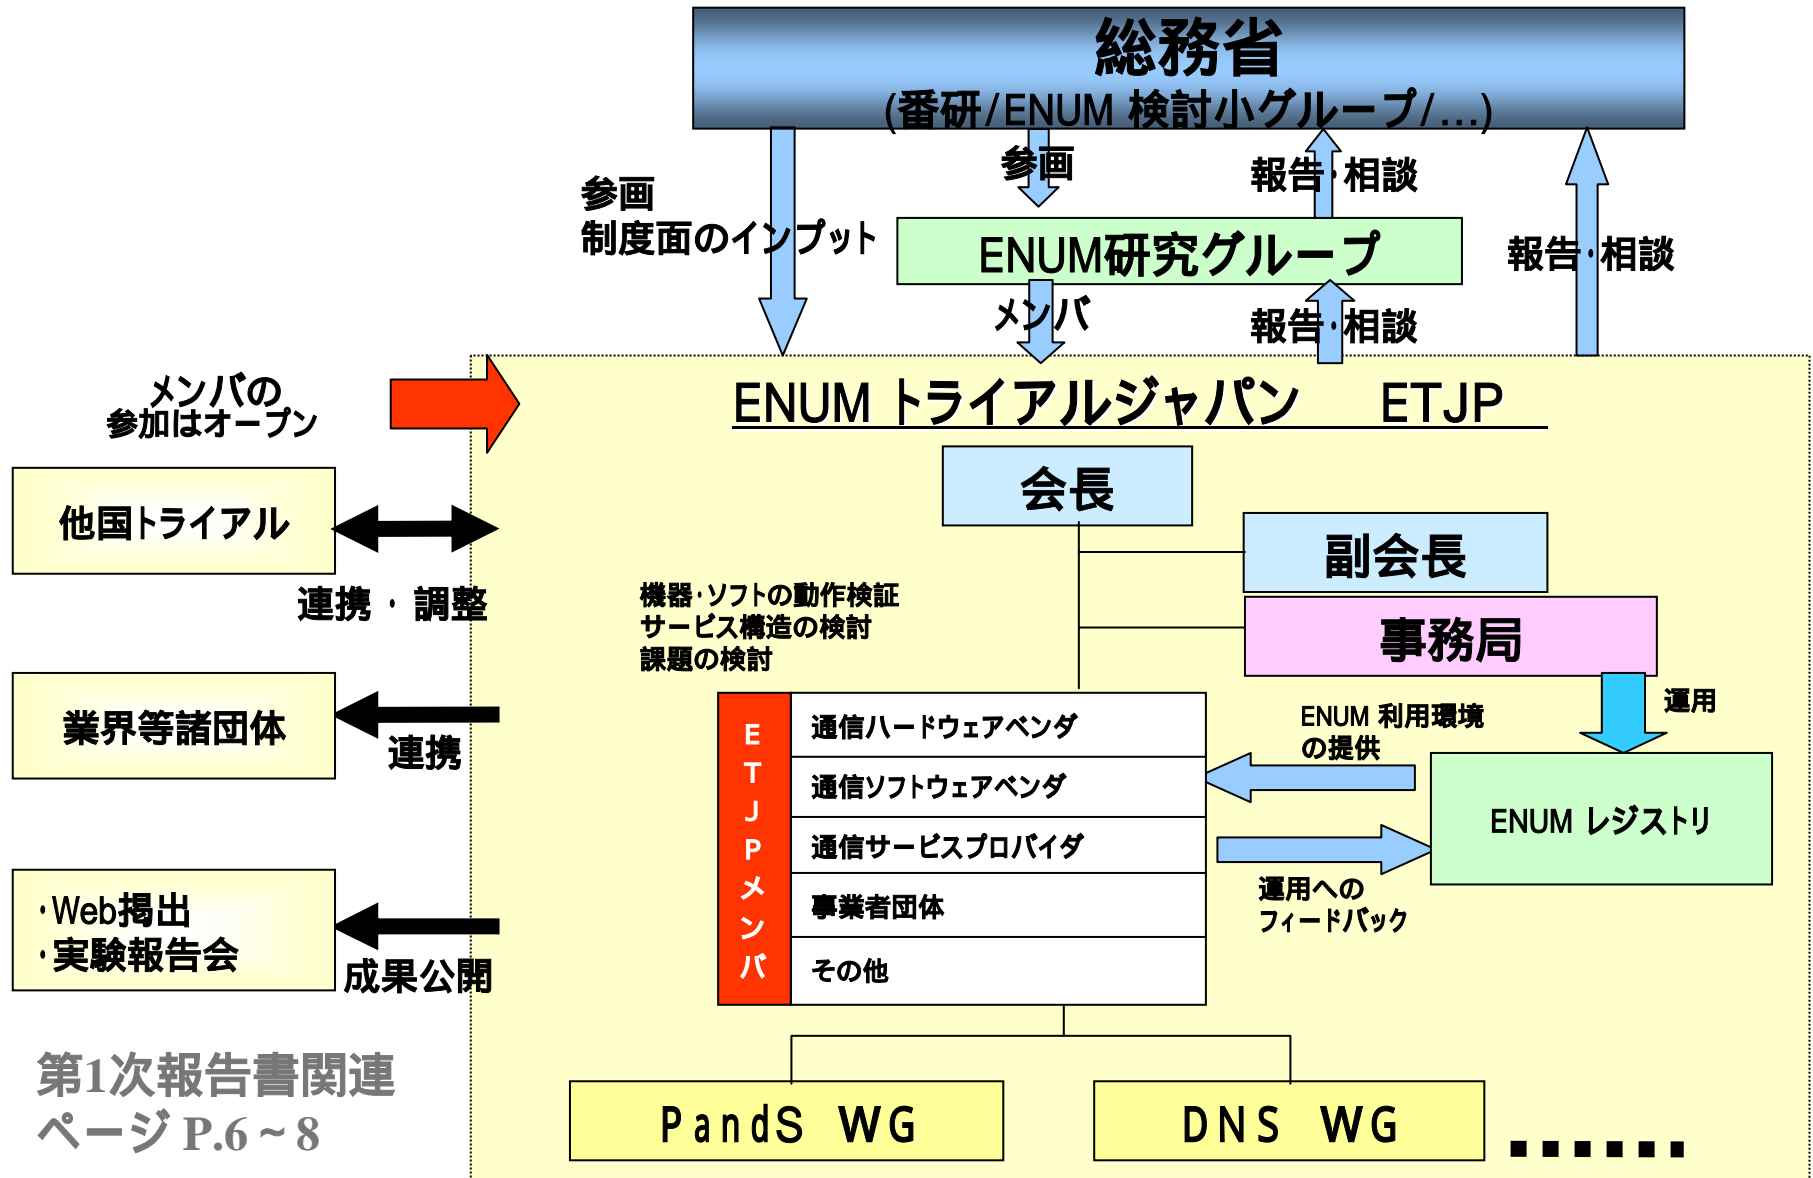 総務省
(番研/ENUM 検討小グループ/…)
参画
報告・相談
参画
制度面のインプット
ENUM研究グループ
報告・相談
メンバ
報告・相談
メンバの
参加はオープン
ENUM トライアルジャパン ETJP
会長
他国トライアル
副会長
連携・調整
機器・ソフトの動作検証
サービス構造の検討
課題の検討
事務局
運用
業界等諸団体
連携
ETJPメンバ
通信ハードウェアベンダ
通信ソフトウェアベンダ
通信サービスプロバイダ
事業者団体
その他
ENUM 利用環境
の提供
ENUM レジストリ
運用への
フィードバック
・Web掲出
・実験報告会
成果公開
第1次報告書関連
ページ P.6~8
PandS WG
DNS WG
……